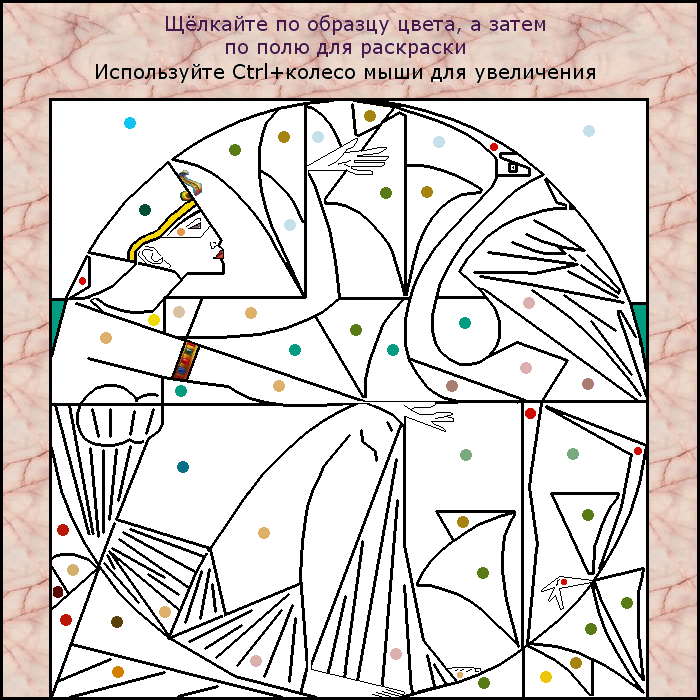 Щёлкайте по образцу цвета, а затем
по полю для раскраски
Используйте Ctrl+колесо мыши для увеличения